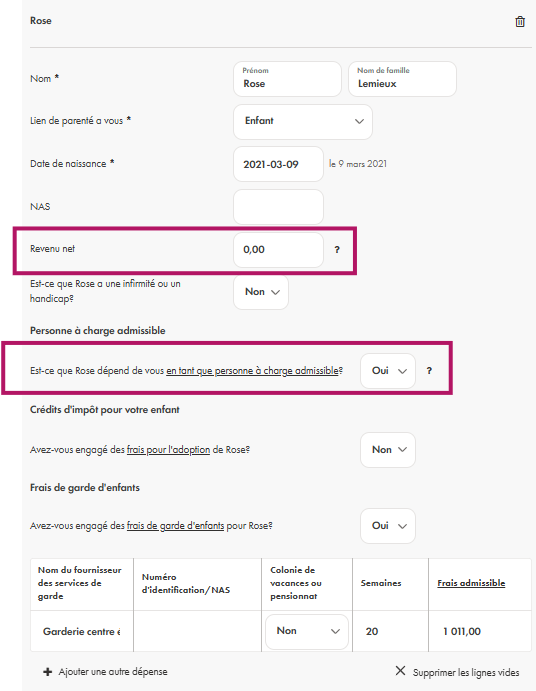 Rose
Nom *
Prénom
Rose
Nom de famille
Lemieux
Lien de parenté a vous *
Enfant
Date de naissance *
2021-03-09
le 9 mars 2021
NAS
Revenu net
0,00
?
Est-ce que Rose a une infirmité ou un
handicap?
Non
Personne à charge admissible
Est-ce que Rose dépend de vous en tant que personne à charge admissible?
Oui
?
Crédits d'impôt pour votre enfant
Avez-vous engagé des frais pour l'adoption de Rose?
Non
Frais de garde d'enfants
Avez-vous engagé des frais de garde d'enfants pour Rose?
Oui
Nom du fournisseur
des services de
garde
Numéro
d'identification/NAS
Colonie de
vacances ou
pensionnat
Semaines
Frais admissible
Garderie centre
Non
20
1 011,00
Ajouter une autre dépense
Supprimer les lignes vides